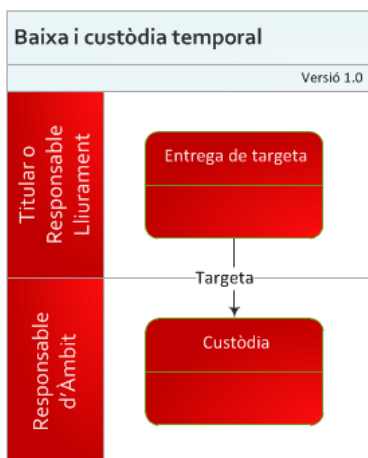 Baixa i custòdia temporal
Versió 1.0
Titular o
Responsable
Lliurament
Entrega de targeta
Targeta
Responsable
d'Àmbit
Custòdia